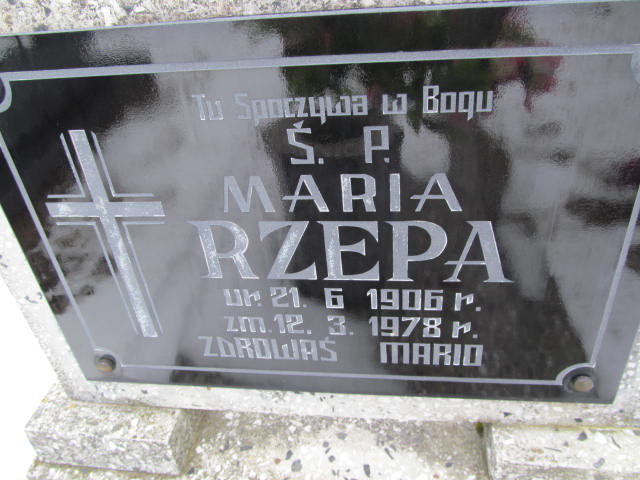 Tu Spoczywa w Bogu
Ś. P.
MARIA
RZEPA
ur. 21. 6 1906 r.
zm. 12. 3. 1978 r.
ZDROWAŚ MARIO